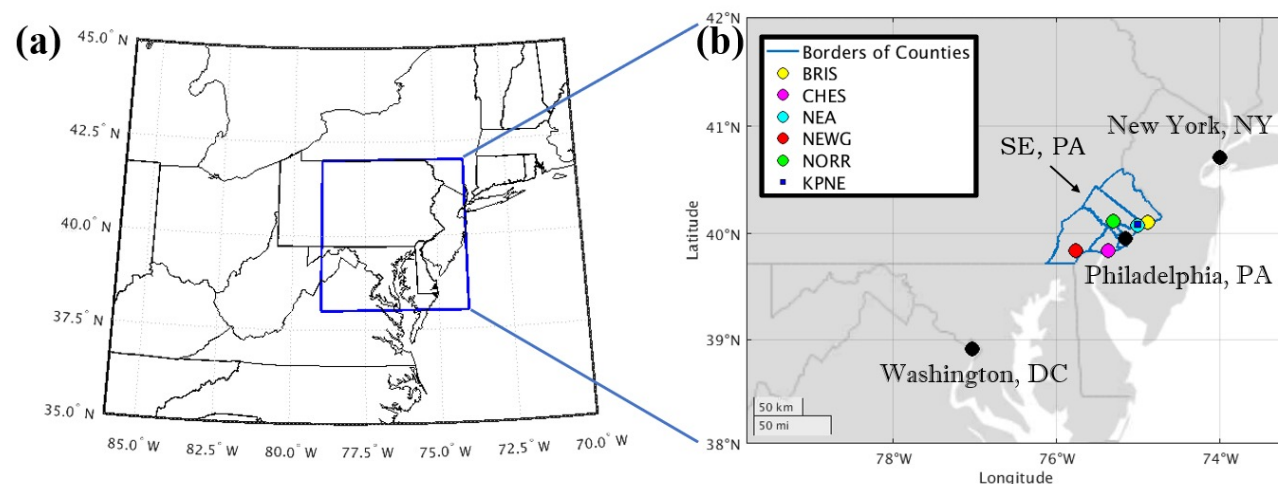 (a)
45.0° N
42.5° N
40.0° N
37.5° N
35.0° N
85.0° W
82.5° W
80.0° W
77.5° W
75.0° W
72.5° W
70.0° W
(b)
42°N
41°N
40°N
39°N
38°N
Latitude
Borders of Counties
BRIS
CHES
NEA
NEWG
NORR
KPNE
New York, NY
SE, PA
Philadelphia, PA
Washington, DC
50 km
50 mi
78°W
76°W
74°W
Longitude